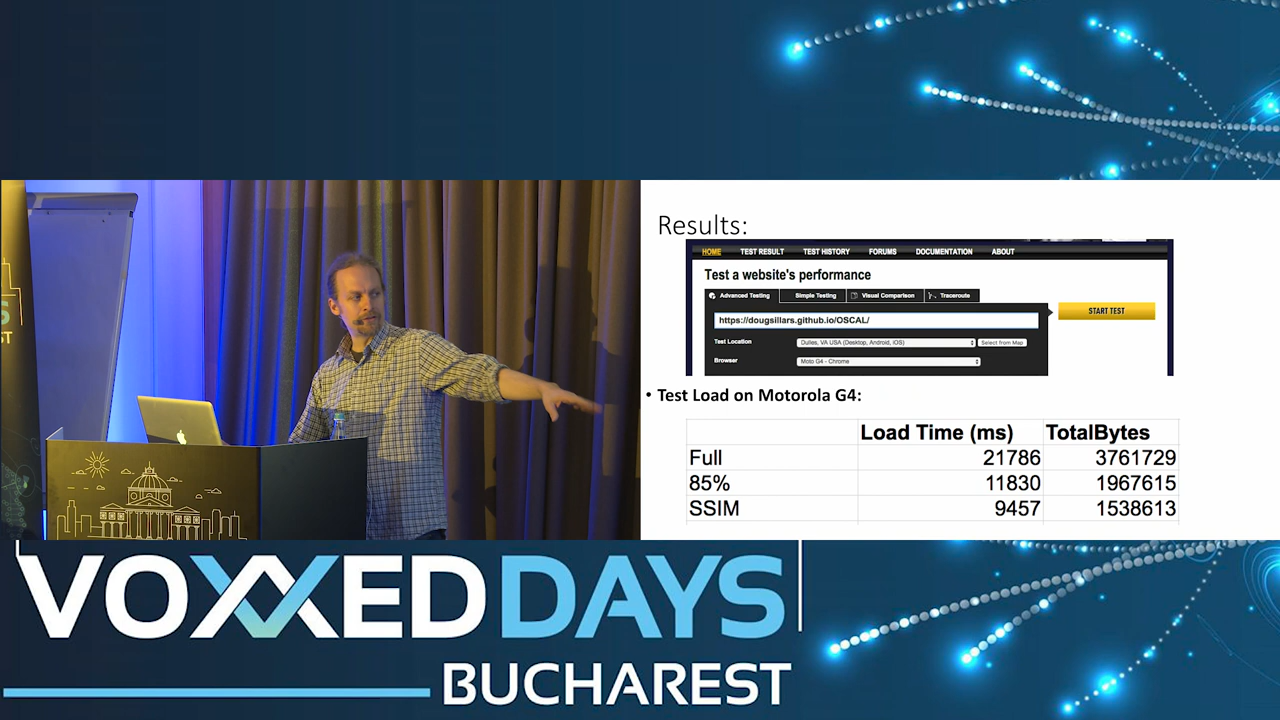 Results:
HOME TEST RESULT TEST HISTORY FORUMS DOCUMENTATION ABOUT
Test a website's performance
Advanced Testing Simple Testing Visual Comparison Traceroute
https://dougsillars.github.io/OSCAL/
START TEST
Test Location Dulles, VA USA (Desktop, Android, iOS) Select from Map
Browser Moto G4 - Chrome
• Test Load on Motorola G4:
Load Time (ms) TotalBytes
Full 21786 3761729
85% 11830 1967615
SSIM 9457 1538613
VOXXED DAYS
BUCHAREST